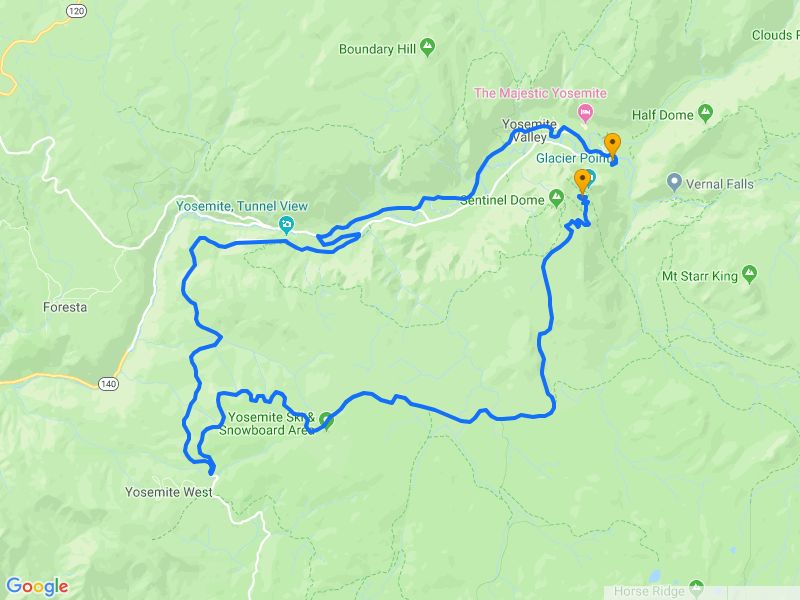 120
Clouds R
Boundary Hill
The Majestic Yosemite
Half Dome
Yosemite
Valley
Glacier Point
Vernal Falls
Sentinel Dome
Yosemite, Tunnel View
Mt Starr King
Foresta
140
Yosemite Ski &
Snowboard Area
Yosemite West
Google
Horse Ridge